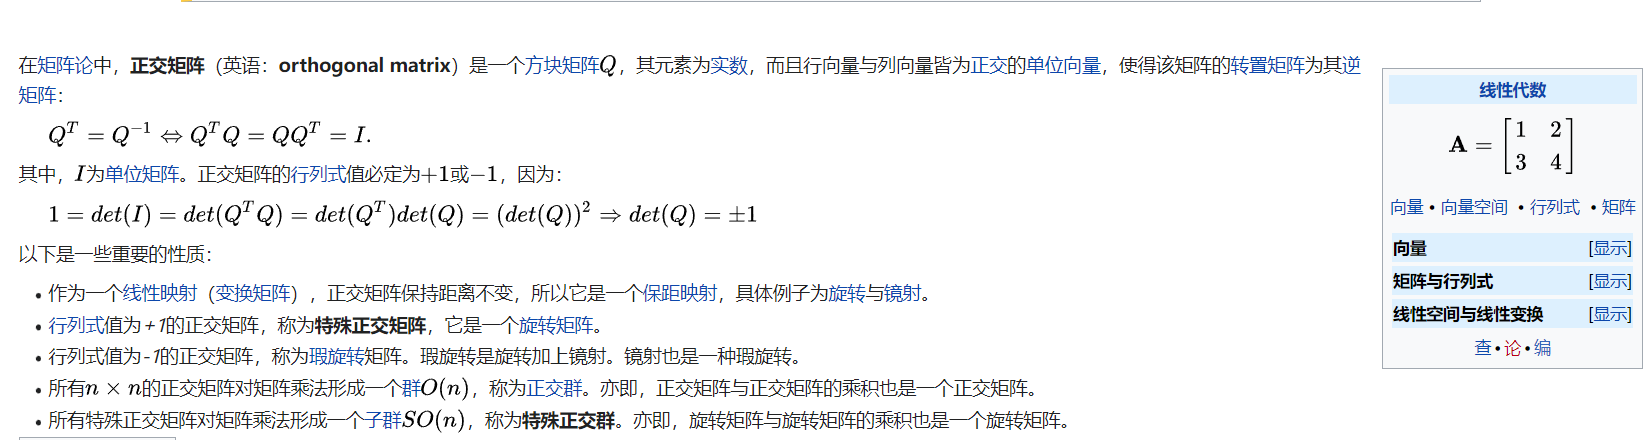 在矩阵论中，正交矩阵（英语：orthogonal matrix）是一个方块矩阵Q，其元素为实数，而且行向量与列向量皆为正交的单位向量，使得该矩阵的转置矩阵为其逆
矩阵：
Q^T = Q^{-1} ⇔ Q^T Q = QQ^T = I.
其中，I为单位矩阵。正交矩阵的行列式值必定为+1或−1，因为：
1 = det(I) = det(Q^T Q) = det(Q^T)det(Q) = (det(Q))^2 ⇒ det(Q) = ±1
以下是一些重要的性质：
• 作为一个线性映射（变换矩阵），正交矩阵保持距离不变，所以它是一个保距映射，具体例子为旋转与镜射。
• 行列式值为+1的正交矩阵，称为特殊正交矩阵，它是一个旋转矩阵。
• 行列式值为-1的正交矩阵，称为瑕旋转矩阵。瑕旋转是旋转加上镜射。镜射也是一种瑕旋转。
• 所有n × n的正交矩阵对矩阵乘法形成一个群O(n)，称为正交群。亦即，正交矩阵与正交矩阵的乘积也是一个正交矩阵。
• 所有特殊正交矩阵对矩阵乘法形成一个子群SO(n)，称为特殊正交群。亦即，旋转矩阵与旋转矩阵的乘积也是一个旋转矩阵。
线性代数
A = [1 2
3 4]
向量 • 向量空间 • 行列式 • 矩阵
向量 [显示]
矩阵与行列式 [显示]
线性空间与线性变换 [显示]
查•论•编